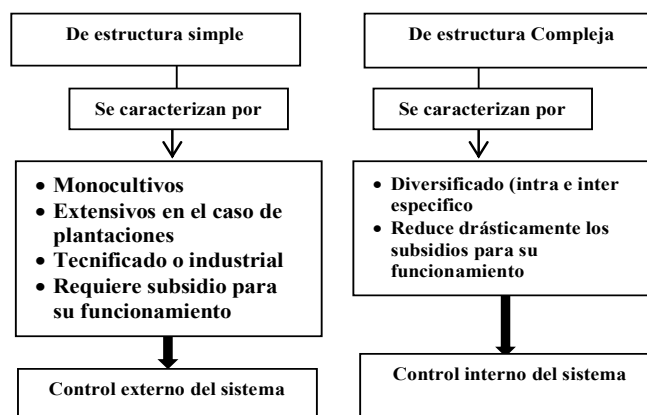 De estructura simple
Se caracterizan por
• Monocultivos
• Extensivos en el caso de
plantaciones
• Tecnificado o industrial
• Requiere subsidio para
su funcionamiento
Control externo del sistema
De estructura Compleja
Se caracterizan por
• Diversificado (intra e inter
especifico
• Reduce drásticamente los
subsidios para su
funcionamiento
Control interno del sistema